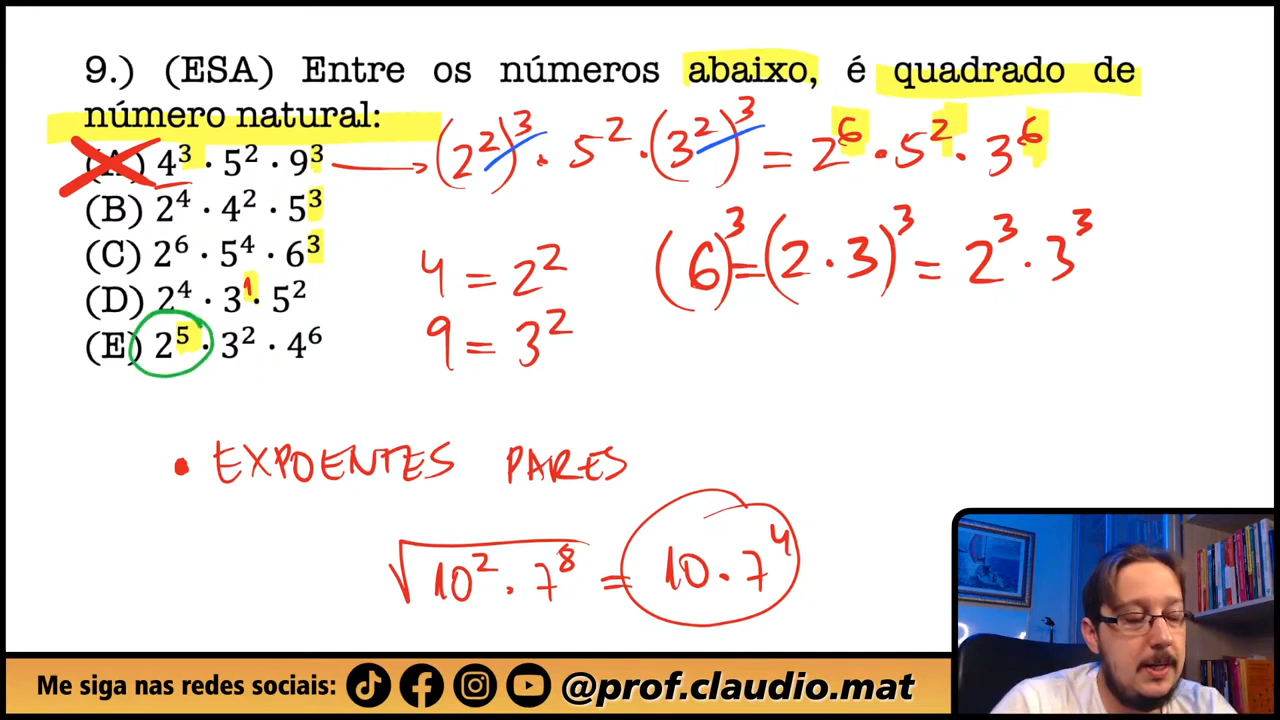 9.) (ESA) Entre os números abaixo, é quadrado de
número natural:
(A) 4³ · 5² · 9³ → (2²)³ · 5² · (3²)³ = 2⁶ · 5² · 3⁶
(B) 2⁴ · 4² · 5³
(C) 2⁶ · 5⁴ · 6³
(D) 2⁴ · 3¹ · 5²
(E) 2⁵ · 3² · 4⁶
(6)³ = (2 · 3)³ = 2³ · 3³
4 = 2²
9 = 3²
• EXPOENTES PARES
√10² · 7⁸ = 10 · 7⁴
Me siga nas redes sociais: @prof.claudio.mat